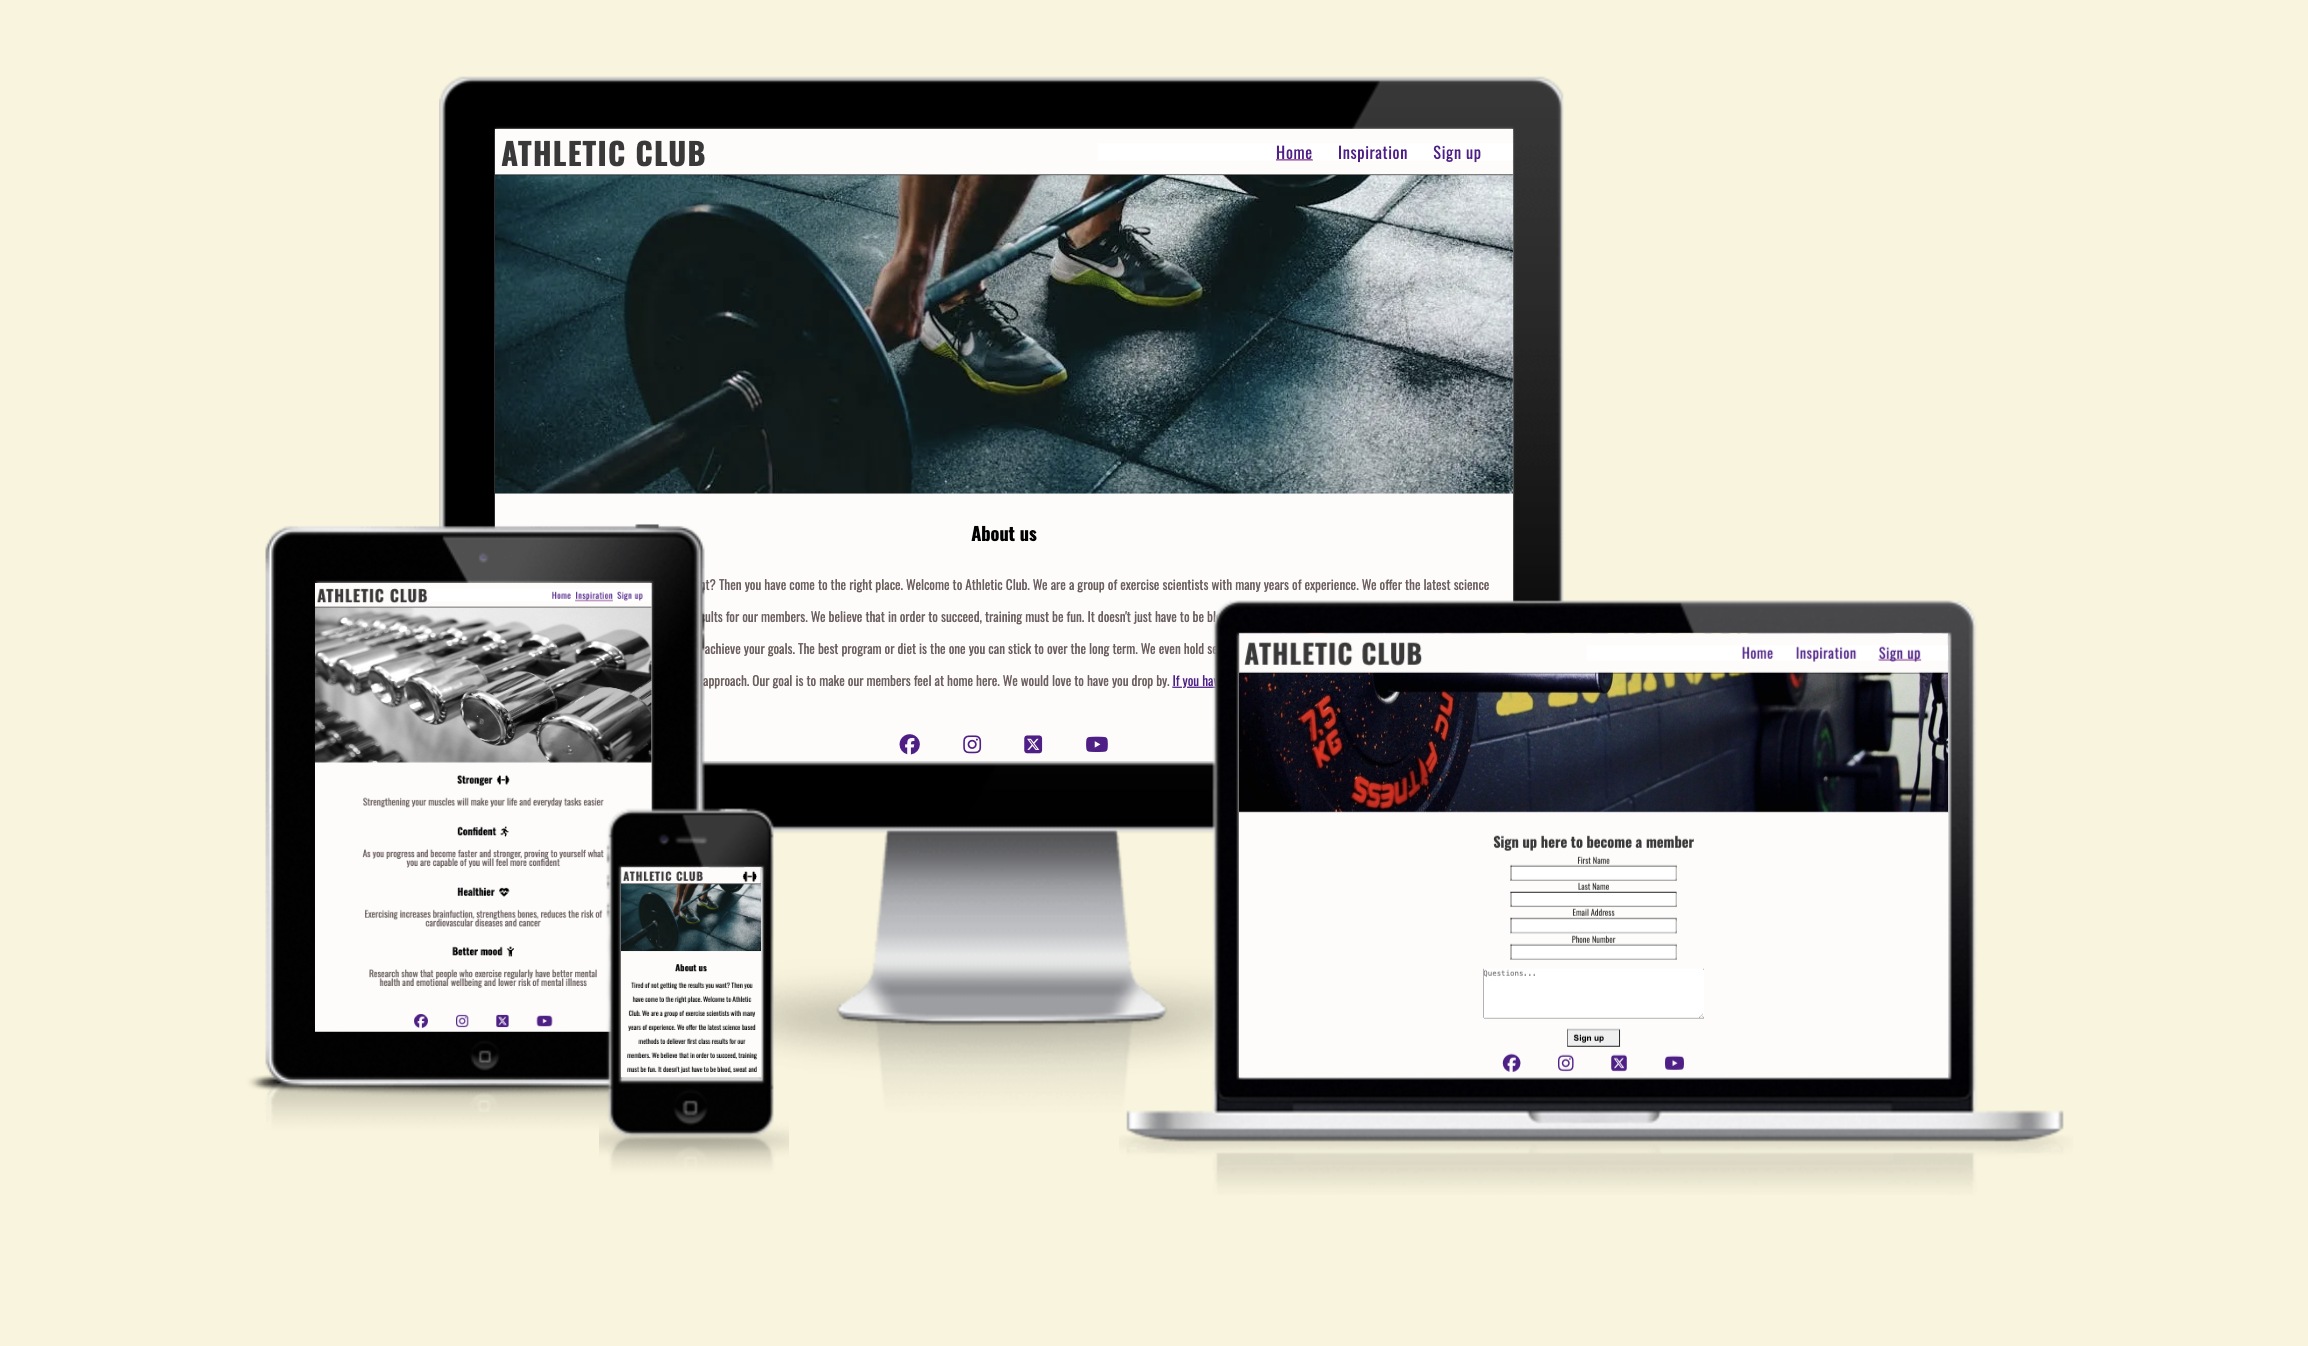 ATHLETIC CLUB
Home Inspiration Sign up
About us
? Then you have come to the right place. Welcome to Athletic Club. We are a group of exercise scientists with many years of experience. We offer the latest science
for our members. We believe that in order to succeed, training must be fun. It doesn't just have to be
achieve your goals. The best program or diet is the one you can stick to over the long term. We even hold
approach. Our goal is to make our members feel at home here. We would love to have you drop by. If you
ATHLETIC CLUB
Home Inspiration Sign up
Stronger
Strengthening your muscles will make your life and everyday tasks easier
Confident
As you progress and become faster and stronger, proving to yourself what
you are capable of you will feel more confident
Healthier
Exercising increases brainfuction, strengthens bones, reduces the risk of
cardiovascular diseases and cancer
Better mood
Research show that people who exercise regularly have better mental
health and emotional wellbeing and lower risk of mental illness
ATHLETIC CLUB
About us
Tired of not getting the results you want? Then you
have come to the right place. Welcome to Athletic
Club. We are a group of exercise scientists with many
years of experience. We offer the latest science based
methods to deliever first class results for our
members. We believe that in order to succeed, training
must be fun. It doesn't just have to be blood, sweat and
ATHLETIC CLUB
Home Inspiration Sign up
7.5
KG
FITNESS
Sign up here to become a member
First Name
Last Name
Email Address
Phone Number
Questions...
Sign up